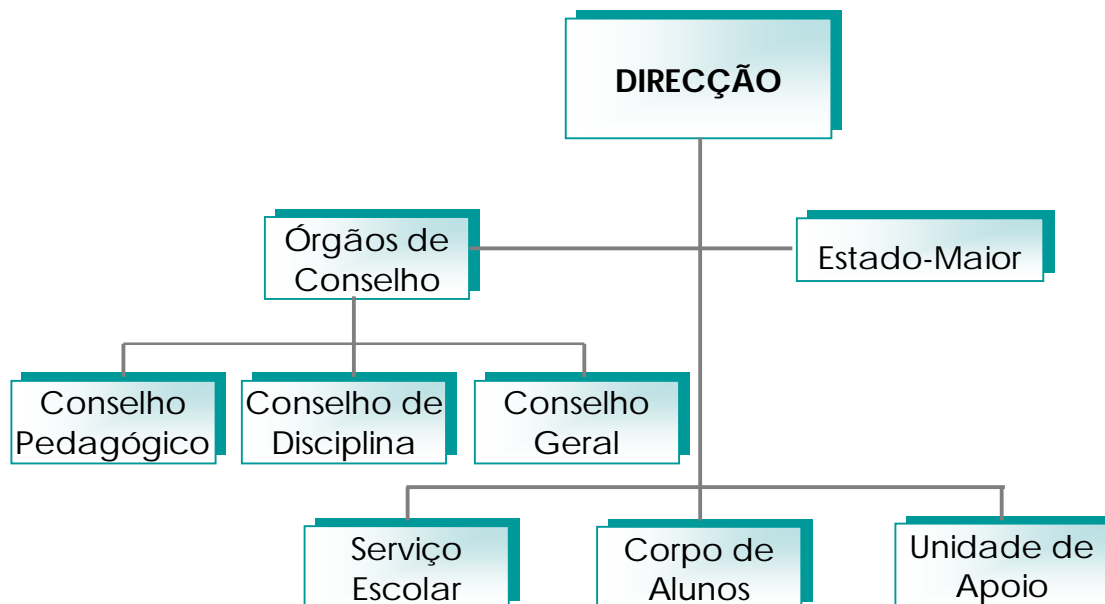 DIRECÇÃO
Órgãos de
Conselho
Estado-Maior
Conselho
Pedagógico
Conselho de
Disciplina
Conselho
Geral
Serviço
Escolar
Corpo de
Alunos
Unidade de
Apoio